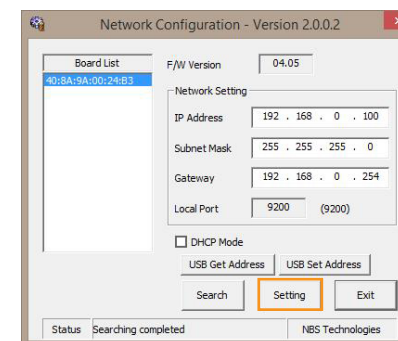 Network Configuration - Version 2.0.0.2
Board List
40:8A:9A:00:24:B3
F/W Version 04.05
Network Setting
IP Address 192 . 168 . 0 . 100
Subnet Mask 255 . 255 . 255 . 0
Gateway 192 . 168 . 0 . 254
Local Port 9200 (9200)
DHCP Mode
USB Get Address USB Set Address
Search Setting Exit
Status Searching completed NBS Technologies